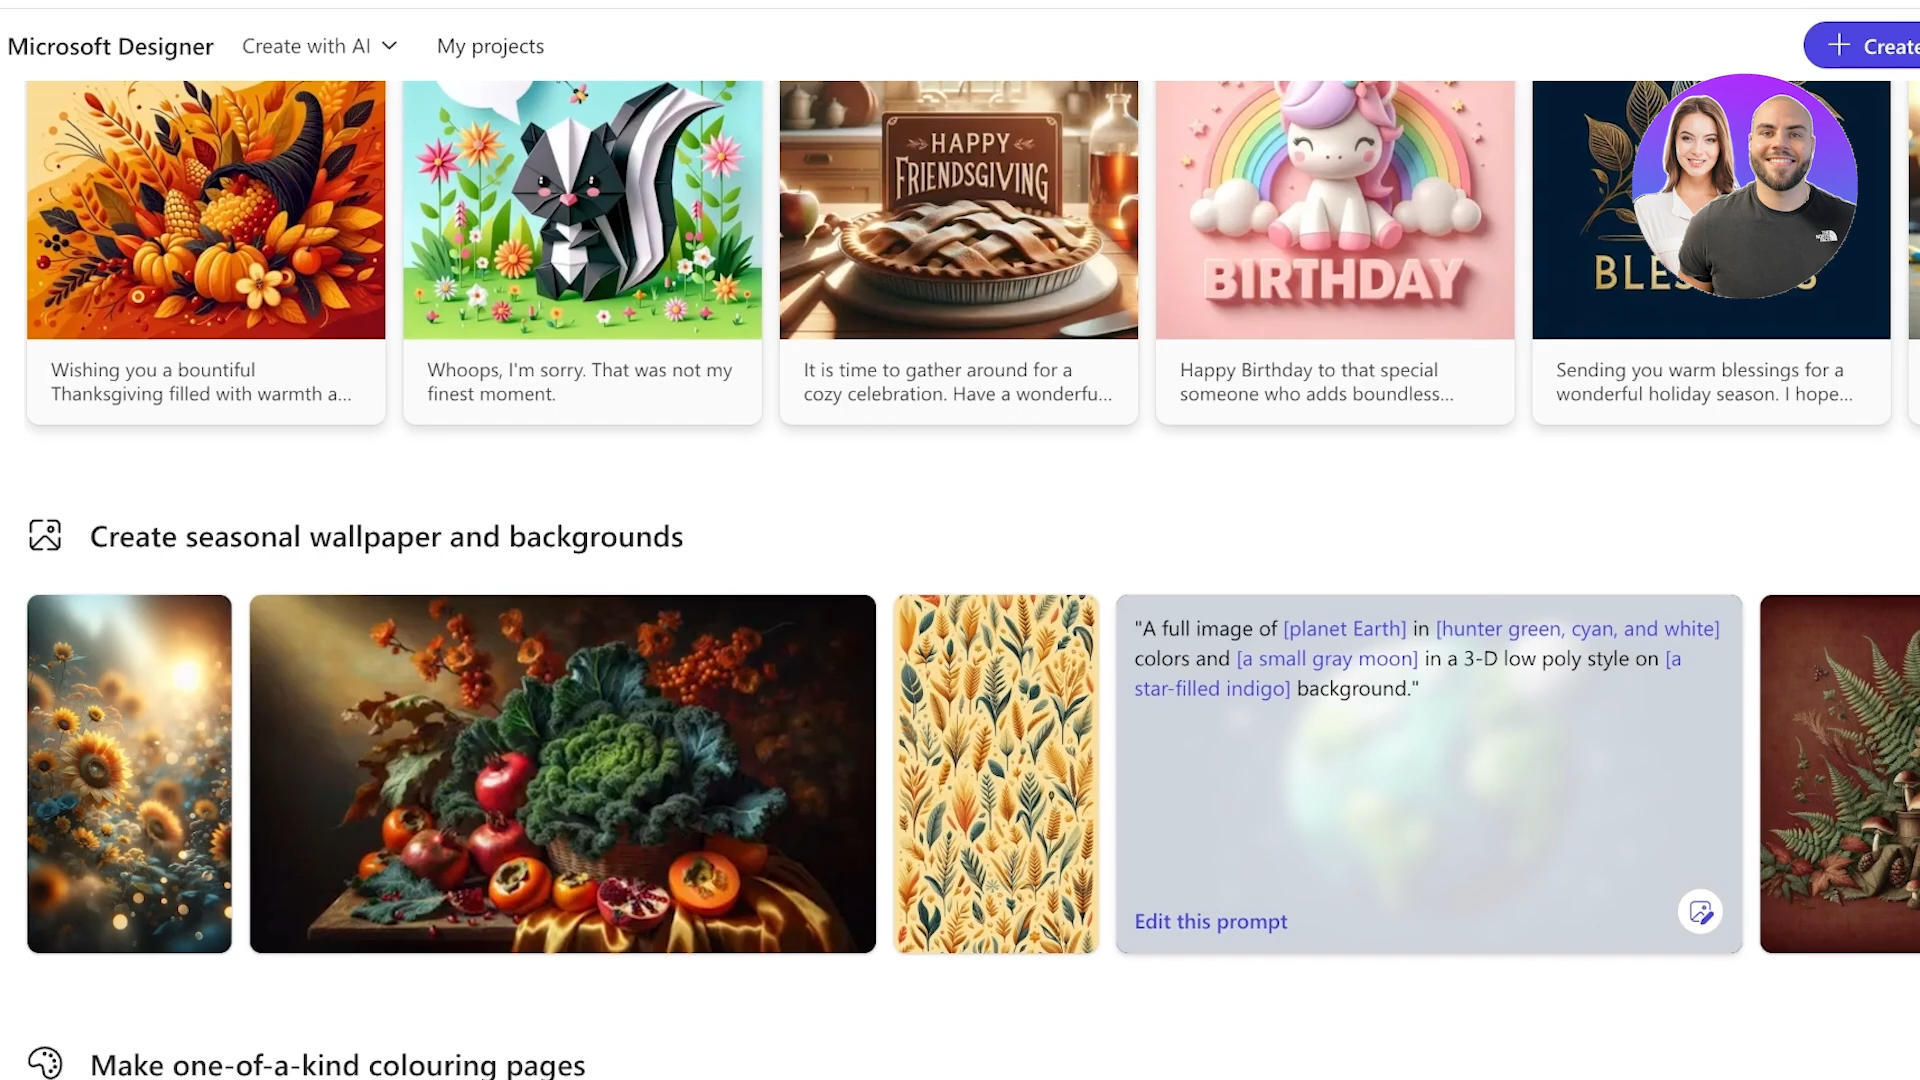 Microsoft Designer
Create with AI
My projects
Create
HAPPY
FRIENDSGIVING
BIRTHDAY
Wishing you a bountiful
Thanksgiving filled with warmth a...
Whoops, I'm sorry. That was not my
finest moment.
It is time to gather around for a
cozy celebration. Have a wonderfu...
Happy Birthday to that special
someone who adds boundless...
Sending you warm blessings for a
wonderful holiday season. I hope...
Create seasonal wallpaper and backgrounds
"A full image of [planet Earth] in [hunter green, cyan, and white]
colors and [a small gray moon] in a 3-D low poly style on [a
star-filled indigo] background."
Edit this prompt
Make one-of-a-kind colouring pages